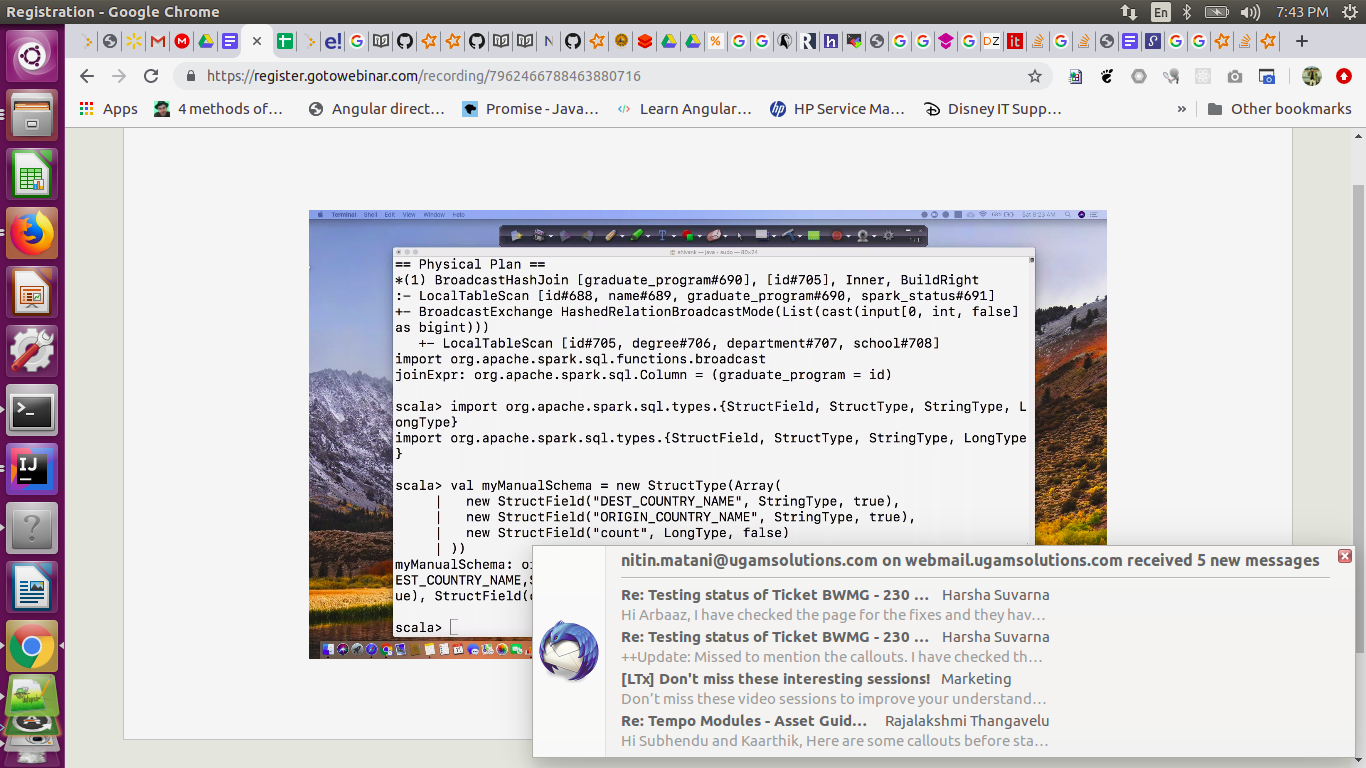 Registration - Google Chrome
En
7:43 PM
https://register.gotowebinar.com/recording/7962466788463880716
Apps
4 methods of…
Angular direct…
Promise - Java…
Learn Angular…
HP Service Ma…
Disney IT Supp…
»
Other bookmarks
Terminal Shell Edit View Window Help
Sat 8:23 AM
shivank — java ‹ sudo — 80×24
== Physical Plan ==
*(1) BroadcastHashJoin [graduate_program#690], [id#705], Inner, BuildRight
:- LocalTableScan [id#688, name#689, graduate_program#690, spark_status#691]
+- BroadcastExchange HashedRelationBroadcastMode(List(cast(input[0, int, false]
as bigint)))
+- LocalTableScan [id#705, degree#706, department#707, school#708]
import org.apache.spark.sql.functions.broadcast
joinExpr: org.apache.spark.sql.Column = (graduate_program = id)
scala> import org.apache.spark.sql.types.{StructField, StructType, StringType, L
ongType}
import org.apache.spark.sql.types.{StructField, StructType, StringType, LongType
}
scala> val myManualSchema = new StructType(Array(
| new StructField("DEST_COUNTRY_NAME", StringType, true),
| new StructField("ORIGIN_COUNTRY_NAME", StringType, true),
| new StructField("count", LongType, false)
| ))
myManualSchema: o
EST_COUNTRY_NAME,
ue), StructField(
scala>
nitin.matani@ugamsolutions.com on webmail.ugamsolutions.com received 5 new messages
Re: Testing status of Ticket BWMG - 230 … Harsha Suvarna
Hi Arbaaz, I have checked the page for the fixes and they hav…
Re: Testing status of Ticket BWMG - 230 … Harsha Suvarna
++Update: Missed to mention the callouts. I have checked th…
[LTx] Don't miss these interesting sessions! Marketing
Don’t miss these video sessions to improve your understand…
Re: Tempo Modules - Asset Guid… Rajalakshmi Thangavelu
Hi Subhendu and Kaarthik, Here are some callouts before sta…